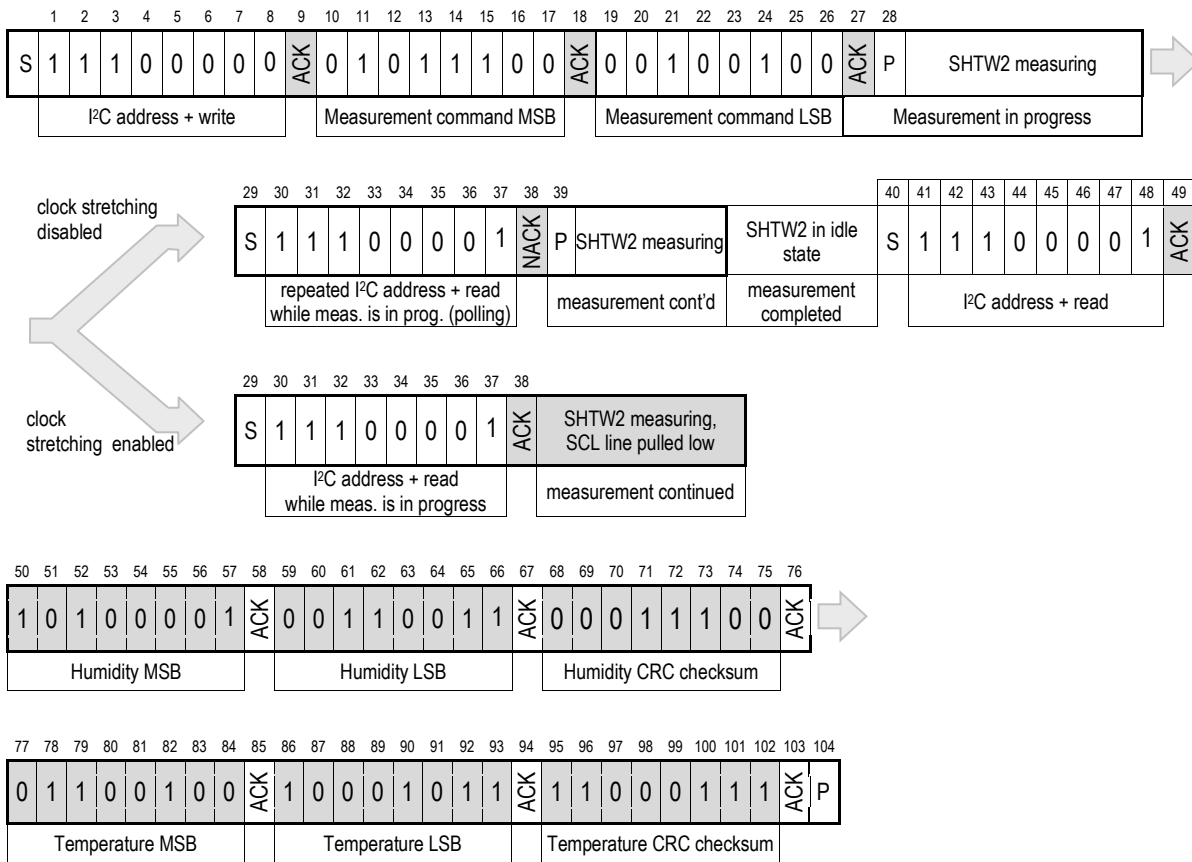 1 2 3 4 5 6 7 8 9 10 11 12 13 14 15 16 17 18 19 20 21 22 23 24 25 26 27 28
S 1 1 1 0 0 0 0 0 ACK 0 1 0 1 1 1 0 0 ACK 0 0 1 0 0 1 0 0 ACK P SHTW2 measuring
I²C address + write Measurement command MSB Measurement command LSB Measurement in progress
clock stretching
disabled
29 30 31 32 33 34 35 36 37 38 39 40 41 42 43 44 45 46 47 48 49
S 1 1 1 0 0 0 0 1 NACK P SHTW2 measuring SHTW2 in idle
state S 1 1 1 0 0 0 0 1 ACK
repeated I²C address + read
while meas. is in prog. (polling)
measurement cont'd
measurement
completed
I²C address + read
clock
stretching enabled
29 30 31 32 33 34 35 36 37 38
S 1 1 1 0 0 0 0 1 ACK SHTW2 measuring,
SCL line pulled low
I²C address + read
while meas. is in progress
measurement continued
50 51 52 53 54 55 56 57 58 59 60 61 62 63 64 65 66 67 68 69 70 71 72 73 74 75 76
1 0 1 0 0 0 0 1 ACK 0 0 1 1 0 0 1 1 ACK 0 0 0 1 1 1 0 0 ACK
Humidity MSB Humidity LSB Humidity CRC checksum
77 78 79 80 81 82 83 84 85 86 87 88 89 90 91 92 93 94 95 96 97 98 99 100 101 102 103 104
0 1 1 0 0 1 0 0 ACK 1 0 0 0 1 0 1 1 ACK 1 1 0 0 0 1 1 1 ACK P
Temperature MSB Temperature LSB Temperature CRC checksum